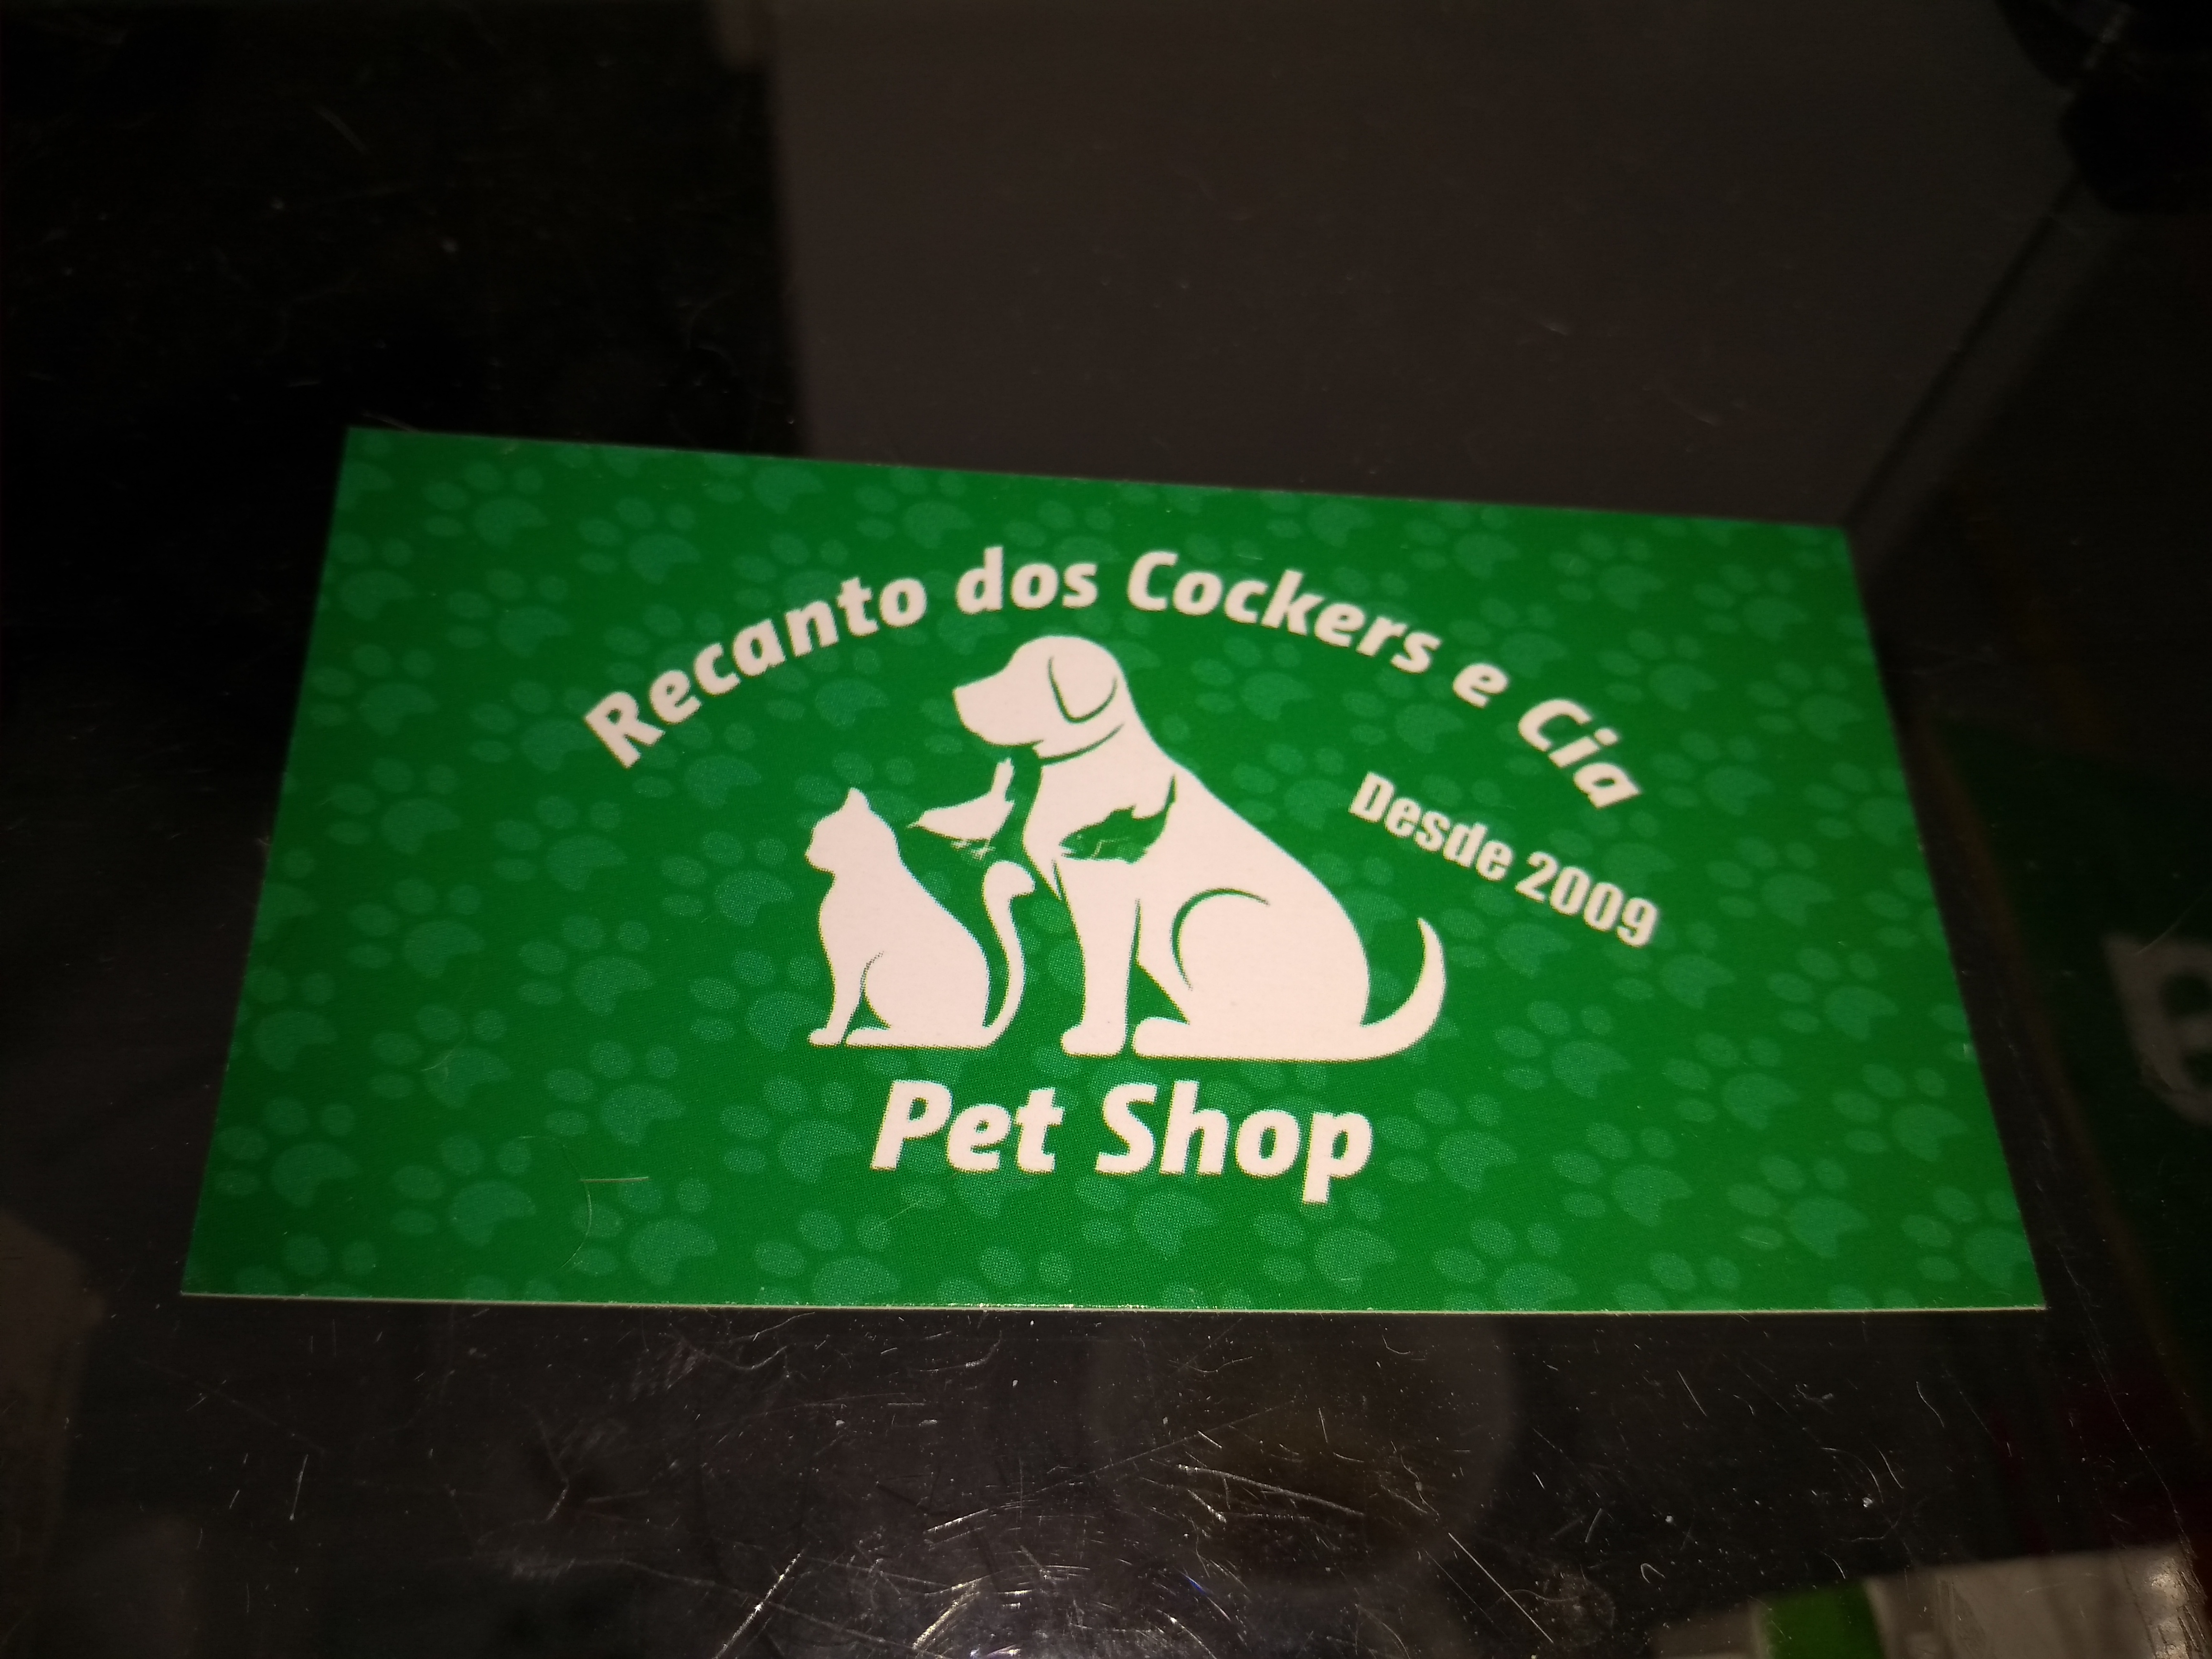 Recanto dos Cockers e Cia
Desde 2009
Pet Shop